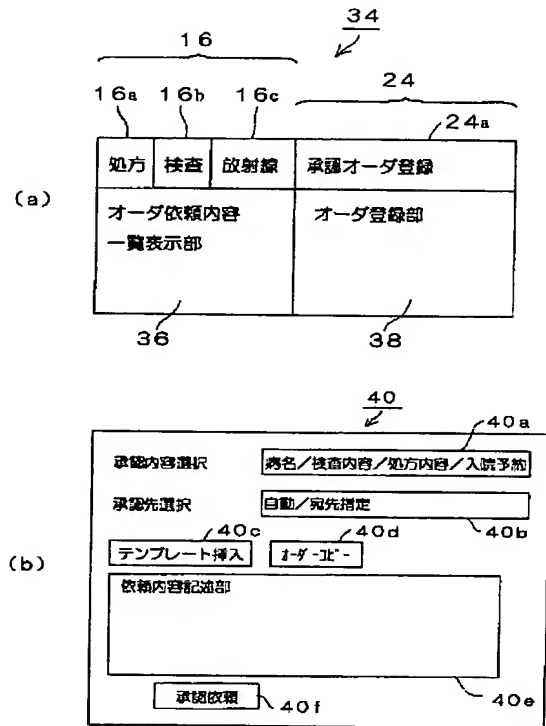 34
16
24
16a 16b 16c
24a
(a)
処方 検査 放射線 承認オーダ登録
オーダ依頼内容
一覧表示部
オーダ登録部
36
38
40
40a
承認内容選択 病名/検査内容/処方内容/入院予約
承認先選択 自動/宛先指定
40c 40d 40b
テンプレート挿入 オーダーコピー
(b)
依頼内容記述部
承認依頼
40f
40e